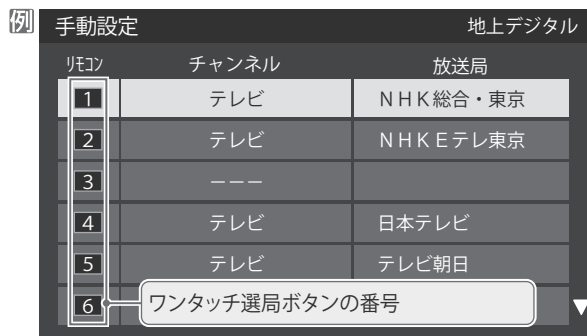 例
手動設定 地上デジタル
リモコン チャンネル 放送局
1 テレビ NHK総合・東京
2 テレビ NHKEテレ東京
3 −−−
4 テレビ 日本テレビ
5 テレビ テレビ朝日
6 ワンタッチ選局ボタンの番号